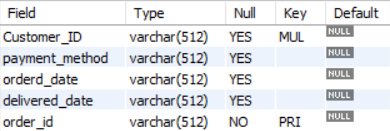 Field Type Null Key Default
Customer_ID varchar(512) YES MUL NULL
payment_method varchar(512) YES NULL
orderd_date varchar(512) YES NULL
delivered_date varchar(512) YES NULL
order_id varchar(512) NO PRI NULL